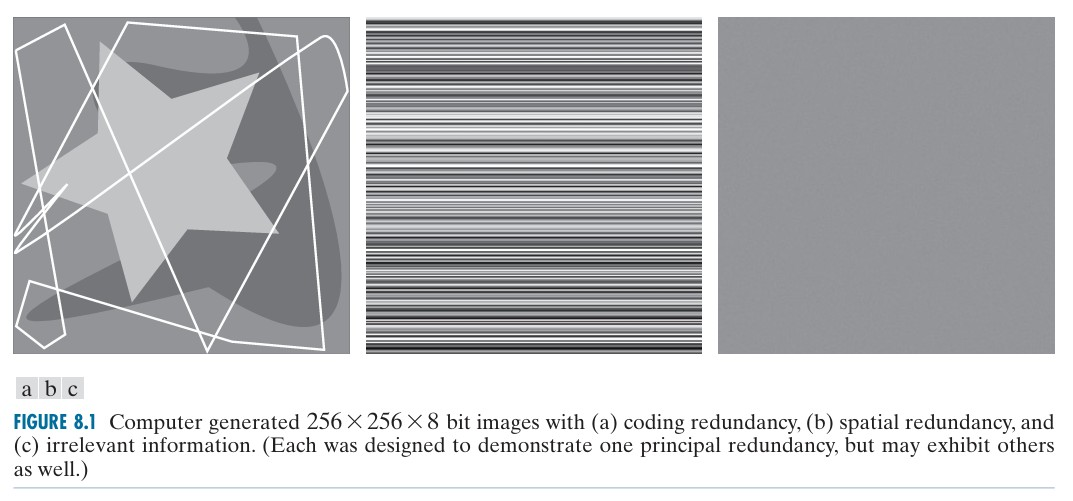 a b c
FIGURE 8.1 Computer generated 256 × 256 × 8 bit images with (a) coding redundancy, (b) spatial redundancy, and
(c) irrelevant information. (Each was designed to demonstrate one principal redundancy, but may exhibit others
as well.)